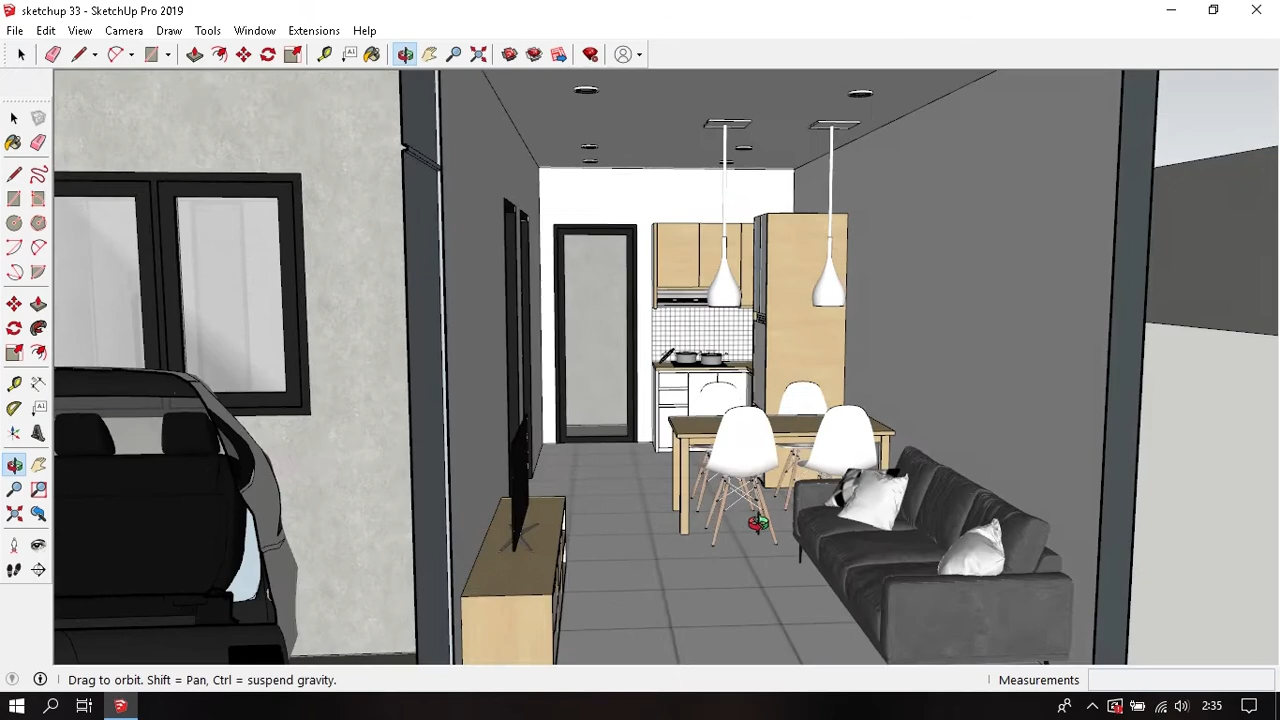 sketchup 33 - SketchUp Pro 2019
File Edit View Camera Draw Tools Window Extensions Help
Drag to orbit. Shift = Pan, Ctrl = suspend gravity.
Measurements
2:35